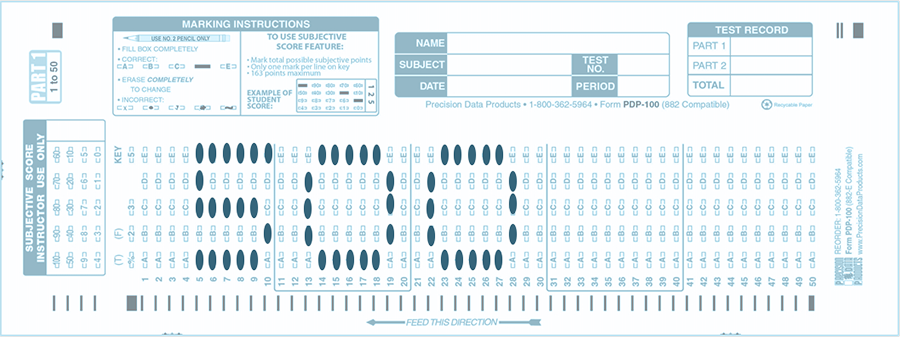 MARKING INSTRUCTIONS
USE NO. 2 PENCIL ONLY
• FILL BOX COMPLETELY
• CORRECT:
A B C E
• ERASE COMPLETELY
TO CHANGE
• INCORRECT:
TO USE SUBJECTIVE
SCORE FEATURE:
• Mark total possible subjective points
• Only one mark per line on key
• 163 points maximum
EXAMPLE OF
STUDENT
SCORE:
1 2 5
PART 1
1 to 50
NAME
SUBJECT
TEST
NO.
DATE
PERIOD
TEST RECORD
PART 1
PART 2
TOTAL
Precision Data Products • 1-800-362-5964 • Form PDP-100 (882 Compatible)
Recyclable Paper
SUBJECTIVE SCORE
INSTRUCTOR USE ONLY
KEY
(F)
(T)
1 2 3 4 5 6 7 8 9 10 11 12 13 14 15 16 17 18 19 20 21 22 23 24 25 26 27 28 29 30 31 32 33 34 35 36 37 38 39 40 41 42 43 44 45 46 47 48 49 50
FEED THIS DIRECTION
PRECISION
DATA
PRODUCTS
REORDER 1-800-362-5964
Form PDR-100 (882-E Compatible)
www.PrecisionDataProducts.com